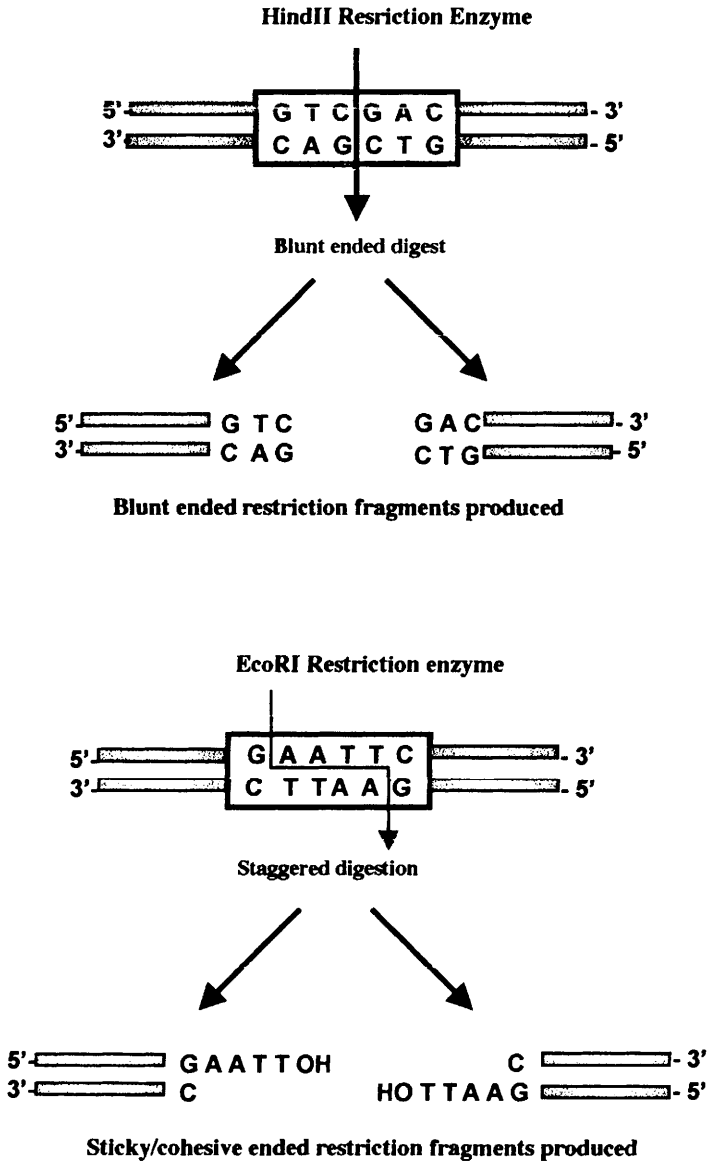 HindII Resriction Enzyme
5' G T C G A C - 3'
3' C A G C T G - 5'
Blunt ended digest
5' G T C G A C - 3'
3' C A G C T G - 5'
Blunt ended restriction fragments produced
EcoRI Restriction enzyme
5' G A A T T C - 3'
3' C T T A A G - 5'
Staggered digestion
5' G A A T T OH C - 3'
3' C HO T T A A G - 5'
Sticky/cohesive ended restriction fragments produced